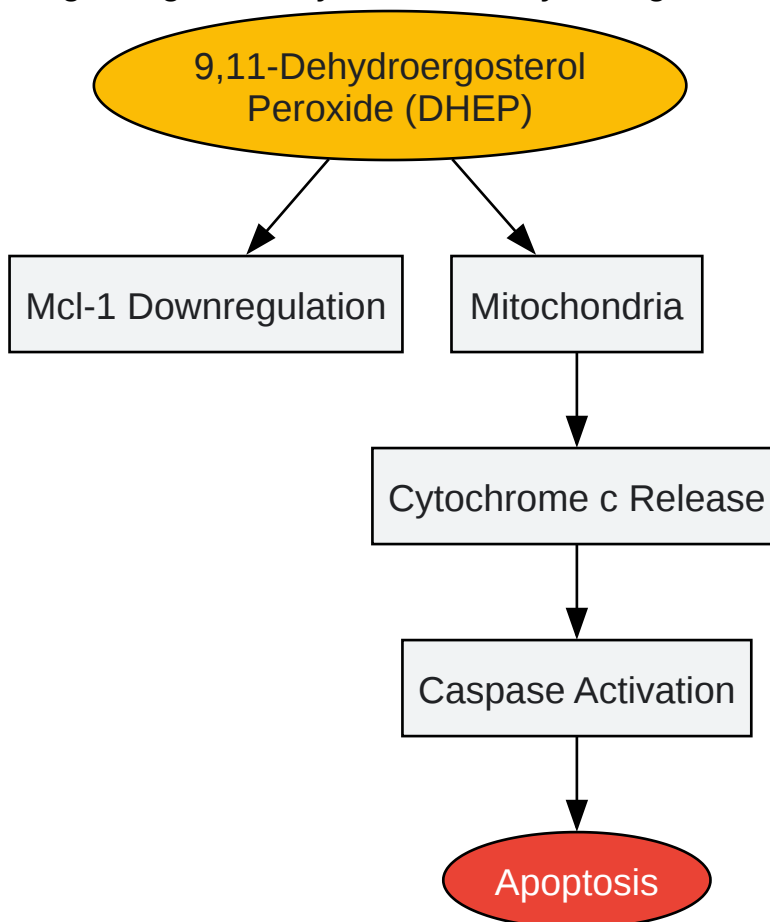 9,11-Dehydroergosterol
Peroxide (DHEP)
Mcl-1 Downregulation
Mitochondria
Cytochrome c Release
Caspase Activation
Apoptosis